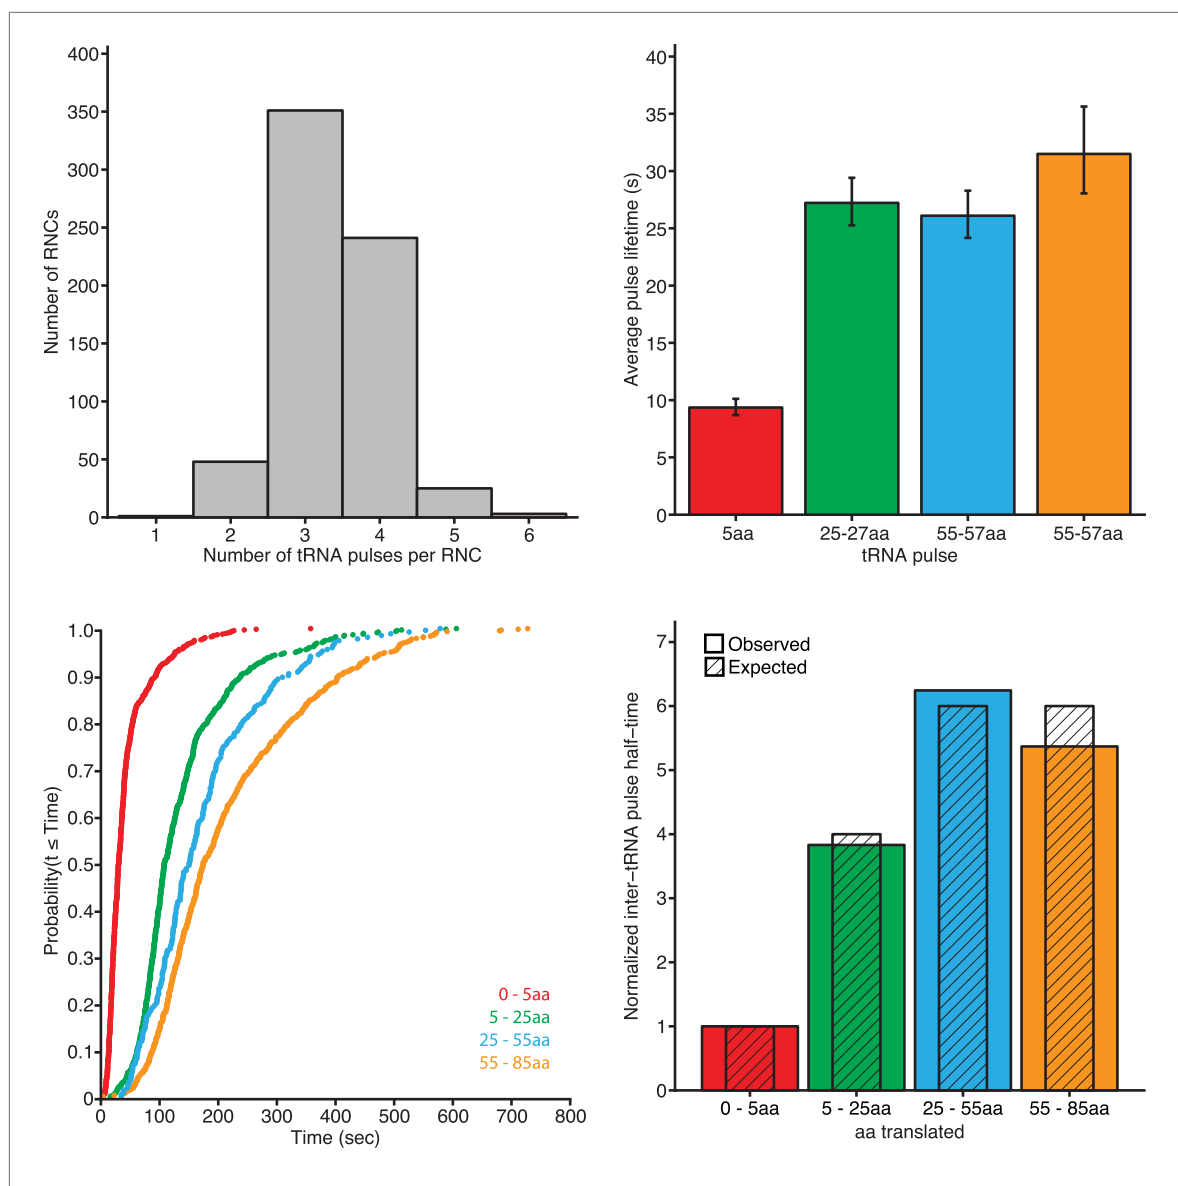 400
350
300
250
200
150
100
50
0
Number of RNCs
1 2 3 4 5 6
Number of tRNA pulses per RNC
40
35
30
25
20
15
10
5
0
Average pulse lifetime (s)
5aa 25-27aa 55-57aa 55-57aa
tRNA pulse
1.0
0.9
0.8
0.7
0.6
0.5
0.4
0.3
0.2
0.1
0
Probability(t ≤ Time)
0 - 5aa
5 - 25aa
25 - 55aa
55 - 85aa
0 100 200 300 400 500 600 700 800
Time (sec)
7
6
5
4
3
2
1
0
Normalized inter–tRNA pulse half–time
Observed
Expected
0 - 5aa 5 - 25aa 25 - 55aa 55 - 85aa
aa translated